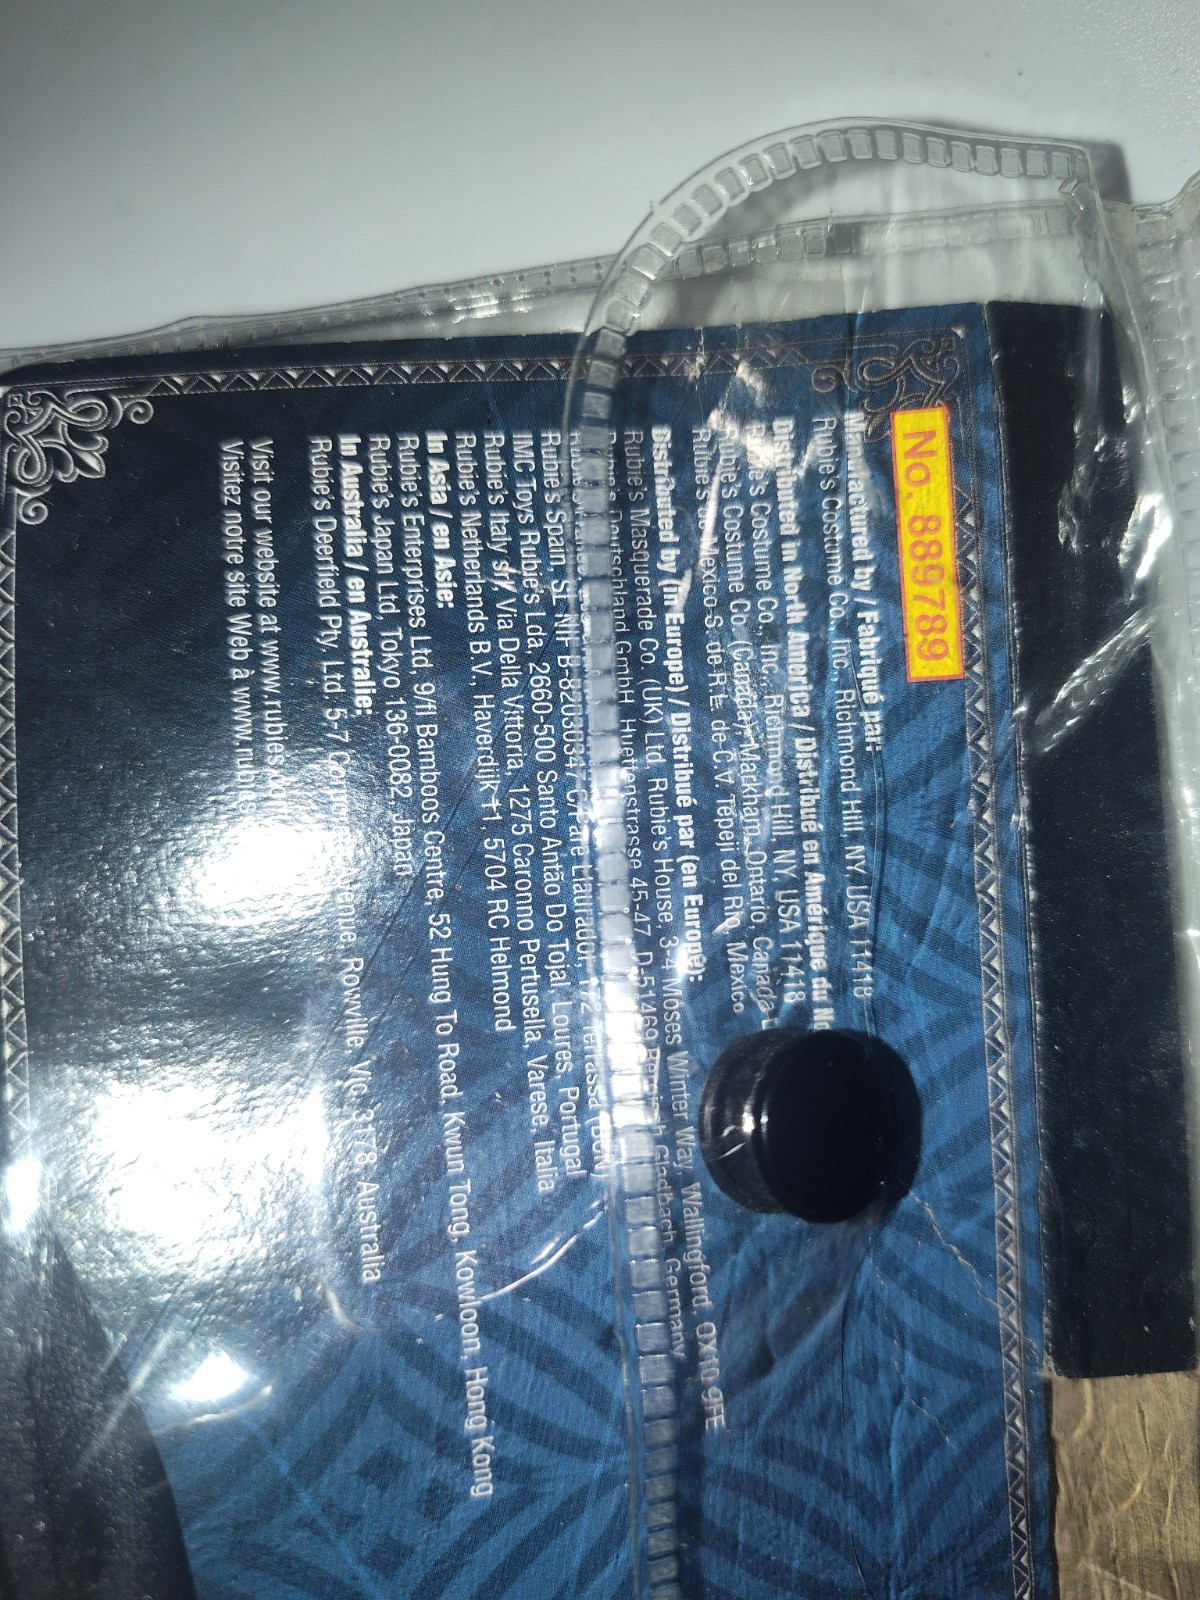 No. 889789
Manufactured by / Fabriqué par:
Rubie's Costume Co., Inc., Richmond Hill, NY, USA 11418
Distributed in North America / Distribué en Amérique du No
Costume Co., Inc., Richmond Hill, NY, USA 11418
Costume Co. (Canada), Markham, Ontario, Canada
Mexico S. de R.L. de C.V. Tepeji del Rio, Mexico
Distributed by (in Europe) / Distribué par (en Europe):
Rubie's Masquerade Co. (UK) Ltd, Rubie's House, 3-4 Moses Winter Way, Wallingford, OX10 9FE
Deutschland GmbH, Huettenstrasse 45-47, D-51469 Bergisch Gladbach, Germany
Rubie's Spain, SL NIF B-82030347
IMC Toys Rubie's Lda, 2660-500 Santo Antão Do Tojal, Loures, Portugal
Rubie's Italy srl, Via Della Vittoria, 1275 Caronno Pertusella, Varese, Italia
Rubie's Netherlands B.V., Haverdijk 11, 5704 RC Helmond
In Asia / en Asie:
Rubie's Enterprises Ltd, 9/fl Bamboos Centre, 52 Hung To Road, Kwun Tong, Kowloon, Hong Kong
Rubie's Japan Ltd, Tokyo 136-0082, Japan
In Australia / en Australie:
Rubie's Deerfield Pty, Ltd 5-7 Rowville, Vic, 3178, Australia
Visit our website at www.rubies.
Visitez notre site Web à www.rubies